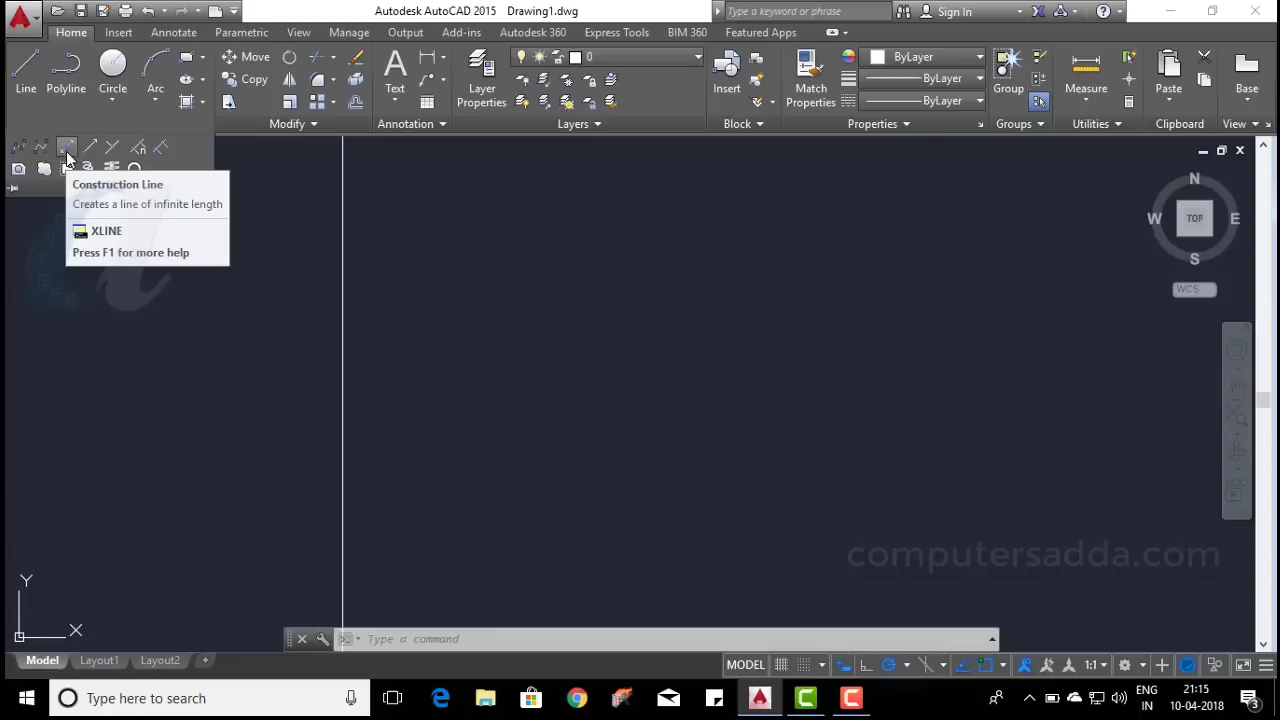 Autodesk AutoCAD 2015 Drawing1.dwg
Type a keyword or phrase
Sign In
Home Insert Annotate Parametric View Manage Output Add-ins Autodesk 360 Express Tools BIM 360 Featured Apps
Line Polyline Circle Arc
Move
Copy
Text
Layer Properties
0
Insert
Match Properties
ByLayer
ByLayer
ByLayer
Group
Measure
Paste
Base
Modify Annotation Layers Block Properties Groups Utilities Clipboard View
Construction Line
Creates a line of infinite length
XLINE
Press F1 for more help
N
W TOP E
S
WCS
computersadda.com
Y
X
Type a command
Model Layout1 Layout2 +
MODEL 1:1
Type here to search
ENG
IN
21:15
10-04-2018
3